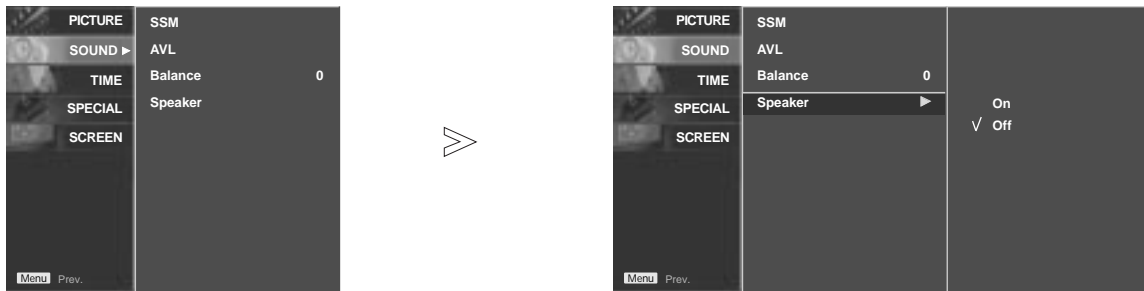 PICTURE
SOUND ▶
TIME
SPECIAL
SCREEN
SSM
AVL
Balance 0
Speaker
Menu Prev.
PICTURE
SOUND
TIME
SPECIAL
SCREEN
SSM
AVL
Balance 0
Speaker ▶
On
√ Off
Menu Prev.